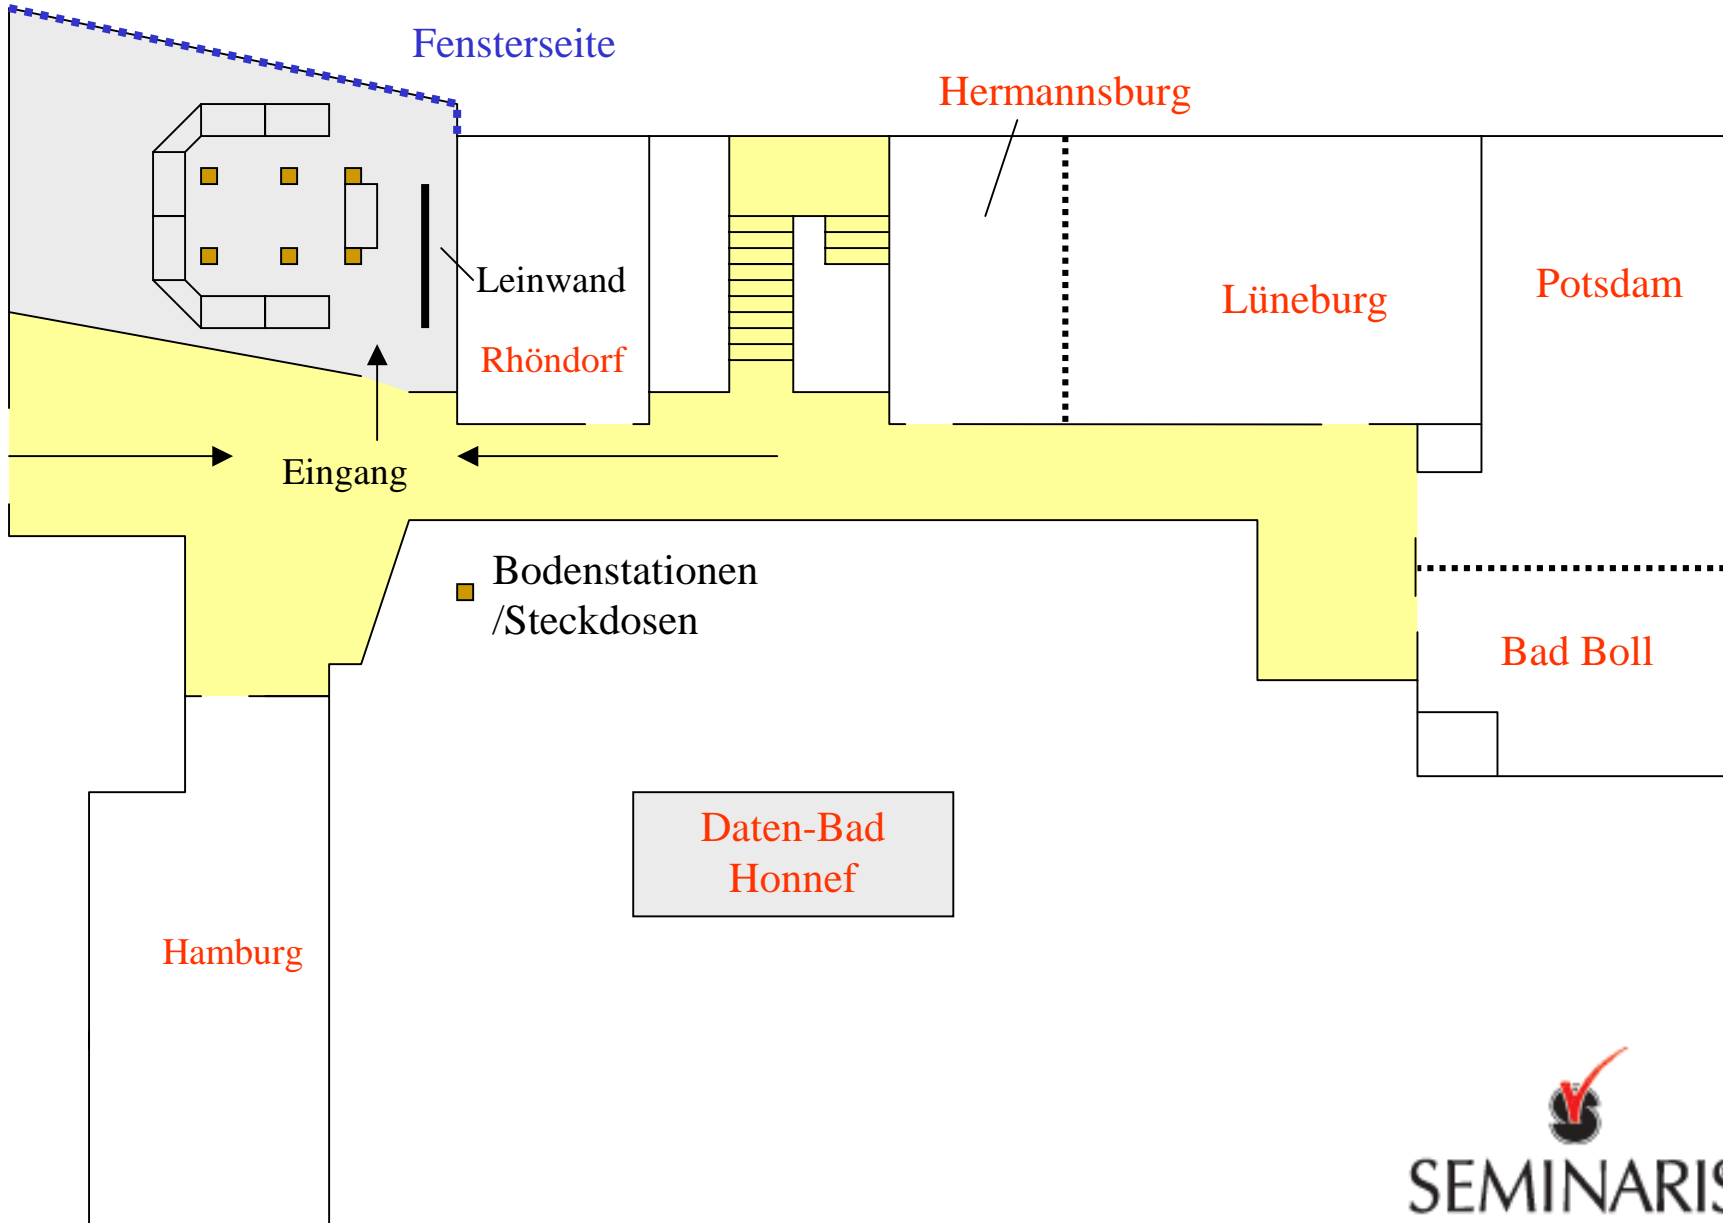 Fensterseite
Hermannsburg
Leinwand
Rhöndorf
Lüneburg
Potsdam
Eingang
Bodenstationen
/Steckdosen
Bad Boll
Daten-Bad
Honnef
Hamburg
SEMINARIS